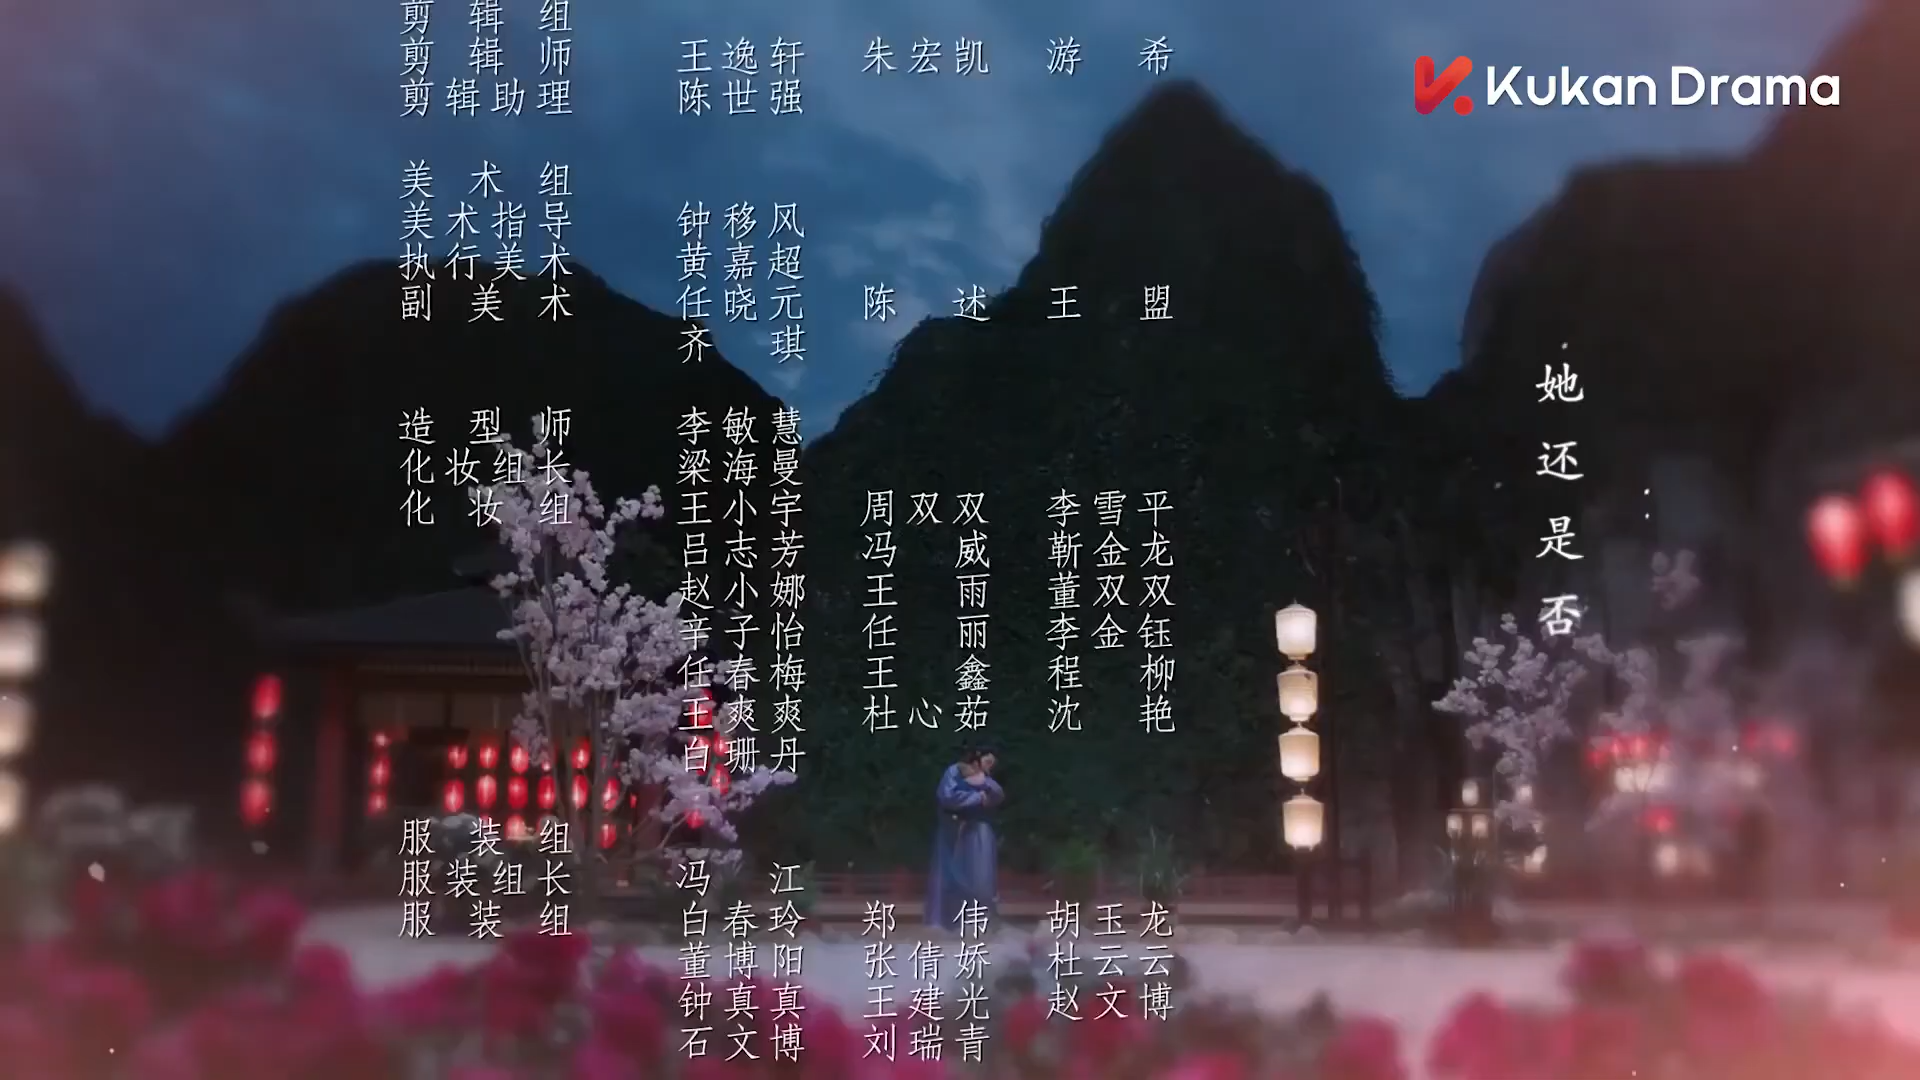 剪辑组
剪辑师 王逸轩 朱宏凯 游希
剪辑助理 陈世强
美术组
美术指导 钟移风
执行美术 黄嘉超
副美术 任晓元 陈述 王盟
齐琪
造型师 李敏慧
化妆组长 梁海曼
化妆组 王小宇 周双双 李雪平
吕志芳 冯威 靳金龙
赵小娜 王雨 董双双
辛子怡 任丽 李金钰
任春梅 王鑫 程柳
王爽爽 杜心茹 沈艳
白珊丹
服装组
服装组长 冯江
服装组 白春玲 郑伟 胡玉龙
董博阳 张倩娇 杜云云
钟真真 王建光 赵文博
石文博 刘瑞青
Kukan Drama
她还是否